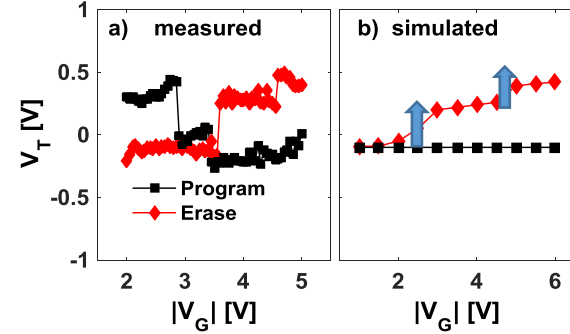 a) measured
b) simulated
1
0.5
0
-0.5
-1
V_T [V]
Program
Erase
2 3 4 5
2 4 6
|V_G| [V]
|V_G| [V]